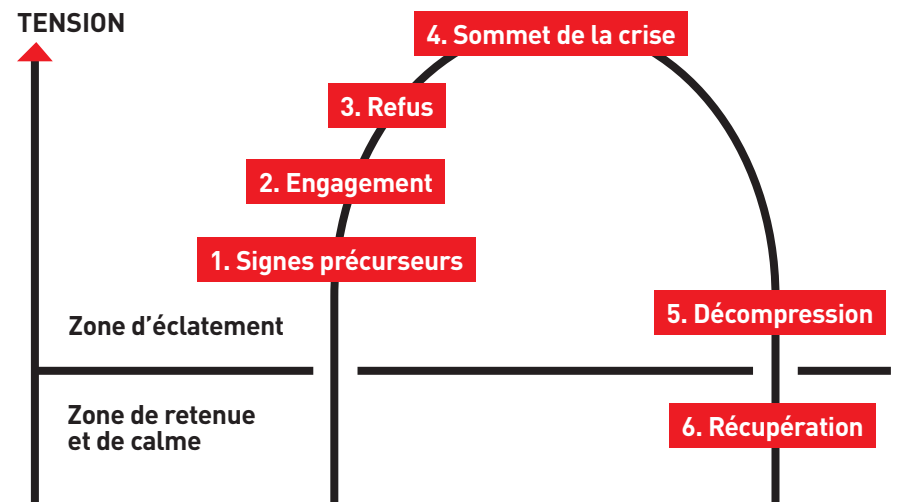 TENSION
4. Sommet de la crise
3. Refus
2. Engagement
1. Signes précurseurs
5. Décompression
Zone d’éclatement
Zone de retenue
et de calme
6. Récupération